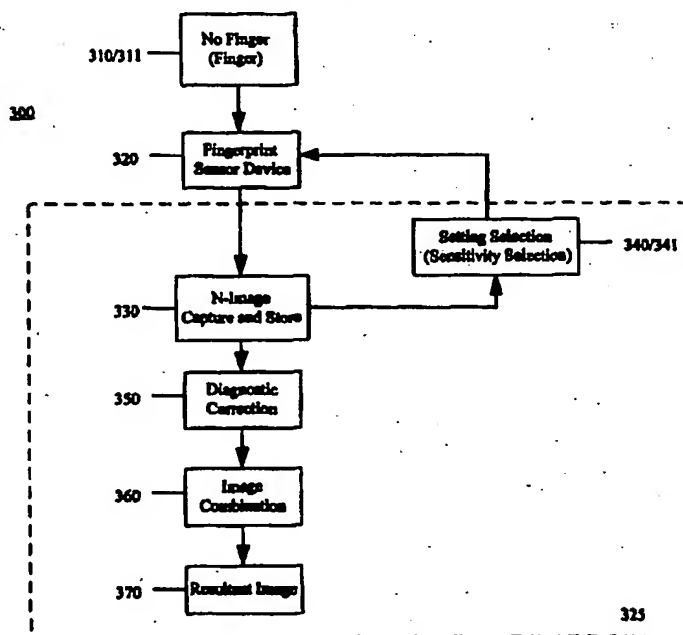 No Finger
(Finger)
310/311
300
Fingerprint
Sensor Device
320
Setting Selection
(Sensitivity Selection)
340/341
N-Image
Capture and Store
330
Diagnostic
Correction
350
Image
Combination
360
Resultant Image
370
325